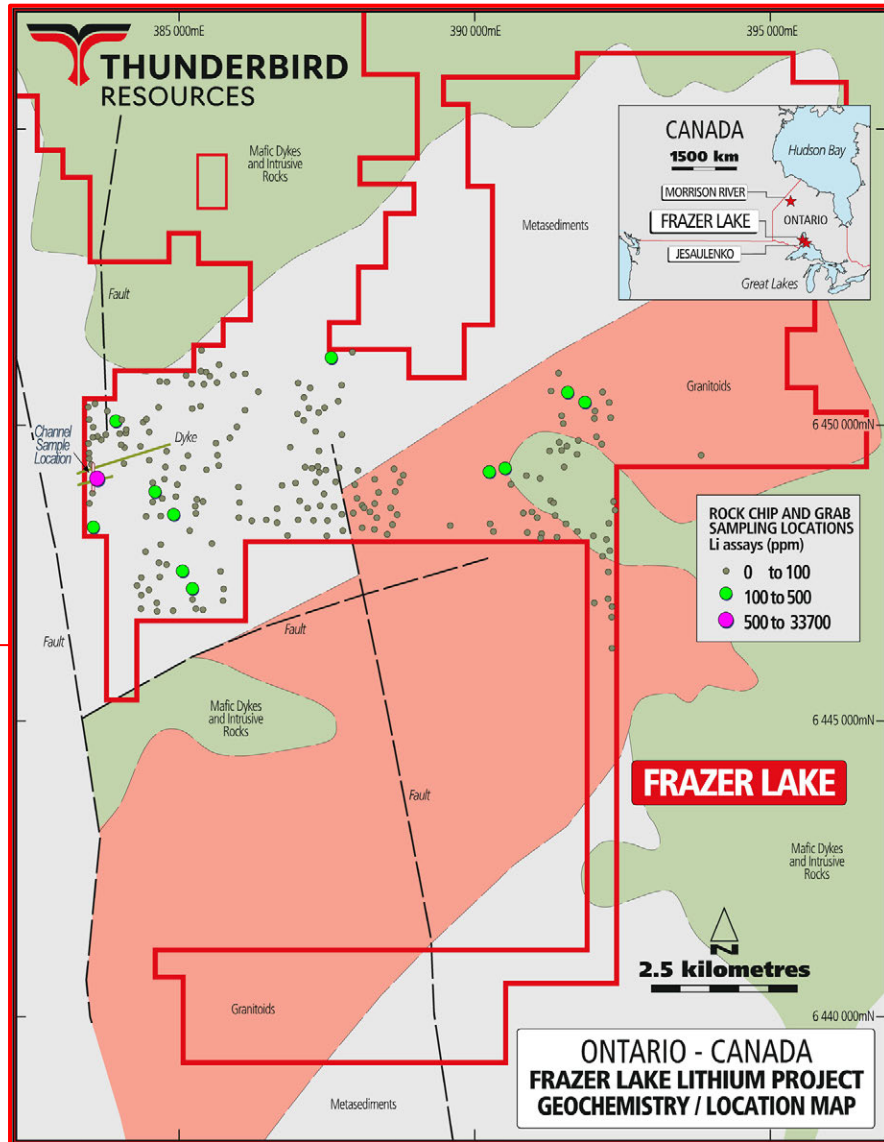 385 000mE
390 000mE
395 000mE
THUNDERBIRD
RESOURCES
CANADA
1500 km
Hudson Bay
MORRISON RIVER
FRAZER LAKE
ONTARIO
JESAULENKO
Great Lakes
Mafic Dykes
and Intrusive
Rocks
Metasediments
Fault
Granitoids
6 450 000mN
Channel
Sample
Location
Dyke
ROCK CHIP AND GRAB
SAMPLING LOCATIONS
Li assays (ppm)
0 to 100
100 to 500
500 to 33700
Fault
Fault
Mafic Dykes
and Intrusive
Rocks
6 445 000mN
FRAZER LAKE
Fault
Mafic Dykes
and Intrusive
Rocks
N
2.5 kilometres
Granitoids
6 440 000mN
ONTARIO - CANADA
FRAZER LAKE LITHIUM PROJECT
GEOCHEMISTRY / LOCATION MAP
Metasediments